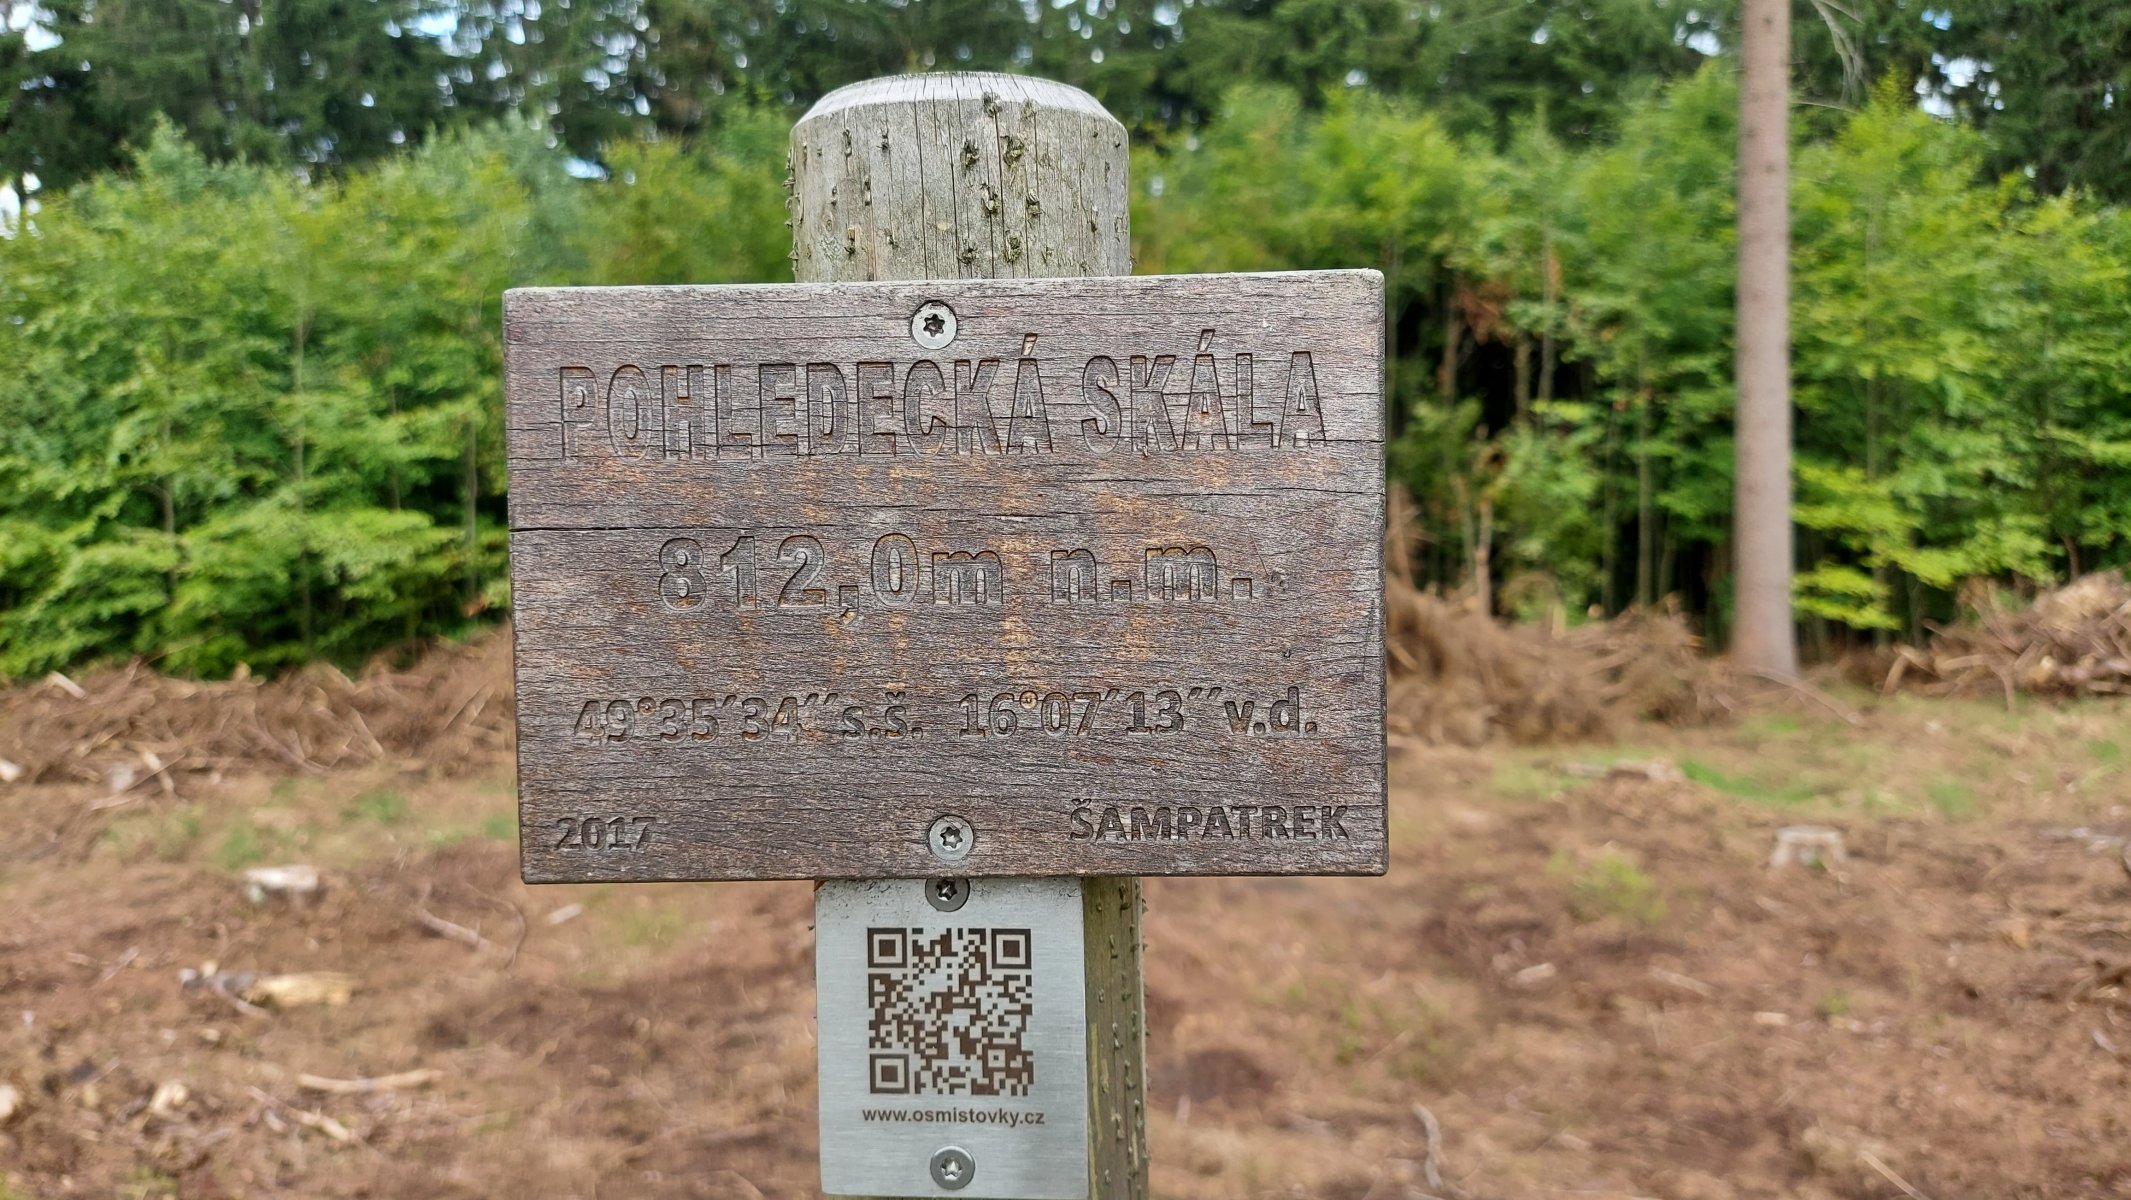 POHLEDECKÁ SKÁLA
812,0m n.m.
49°35´34´´s.š. 16°07´13´´v.d.
2017 ŠAMPATREK
www.osmistovky.cz